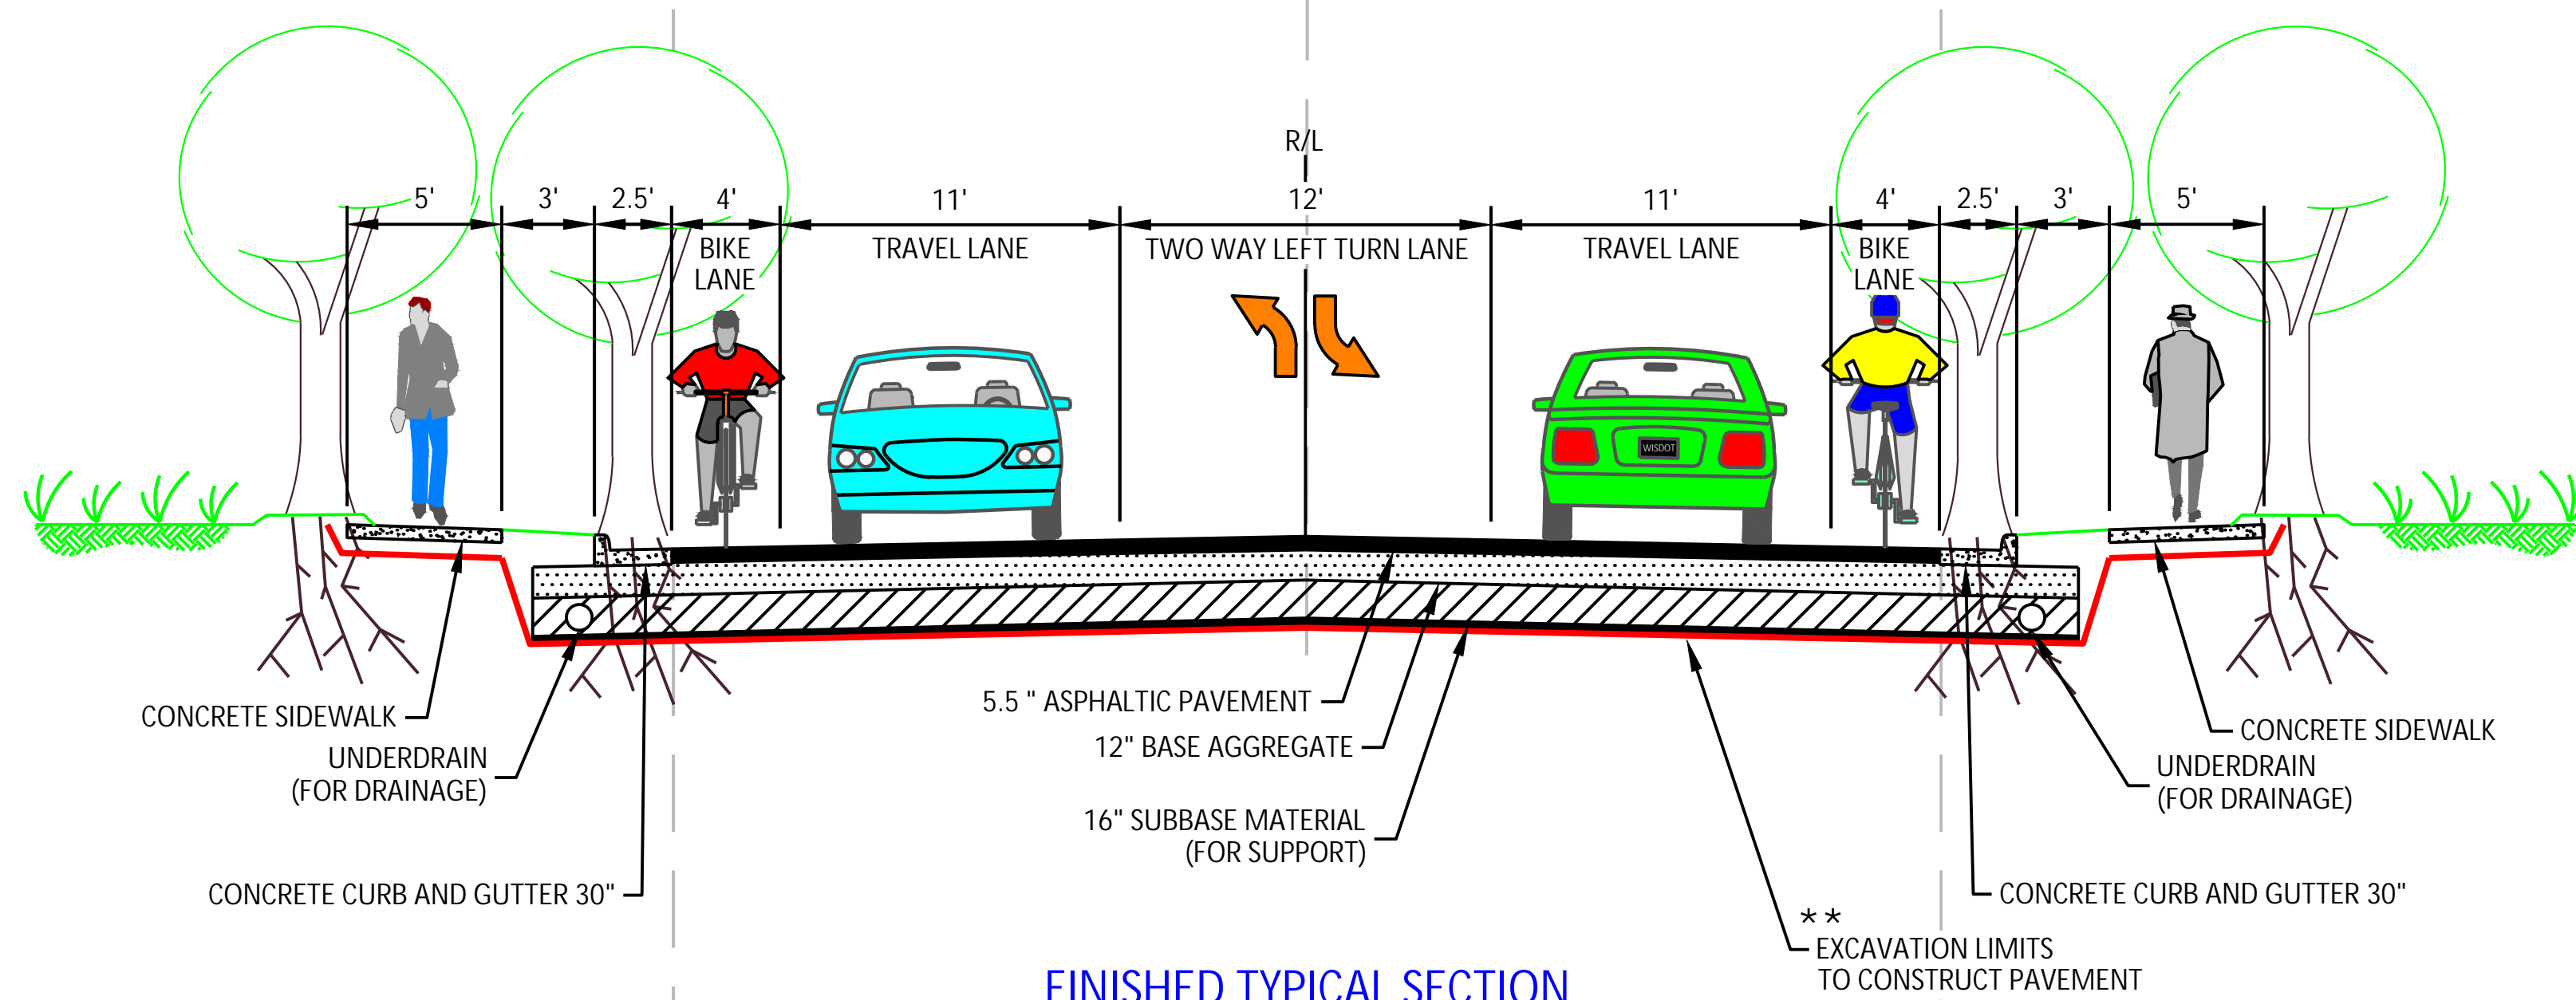 R/L
5' 3' 2.5' 4' 11' 12' 11' 4' 2.5' 3' 5'
BIKE
LANE
TRAVEL LANE
TWO WAY LEFT TURN LANE
TRAVEL LANE
BIKE
LANE
WISDOT
CONCRETE SIDEWALK
UNDERDRAIN
(FOR DRAINAGE)
CONCRETE CURB AND GUTTER 30"
5.5 " ASPHALTIC PAVEMENT
12" BASE AGGREGATE
16" SUBBASE MATERIAL
(FOR SUPPORT)
CONCRETE SIDEWALK
UNDERDRAIN
(FOR DRAINAGE)
CONCRETE CURB AND GUTTER 30"
* *
EXCAVATION LIMITS
TO CONSTRUCT PAVEMENT
FINISHED TYPICAL SECTION